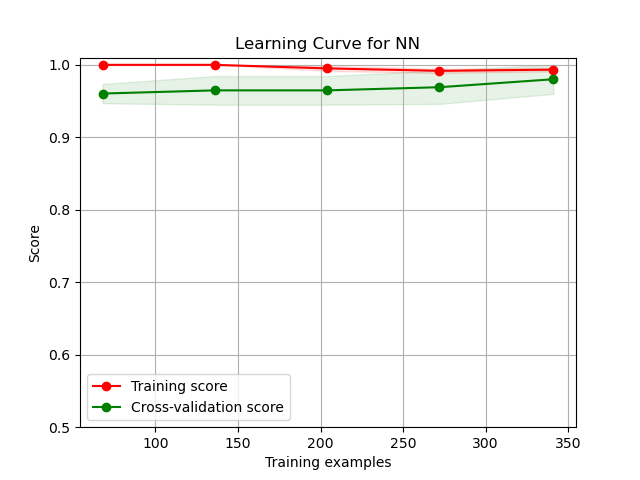 Learning Curve for NN
1.0
0.9
0.8
0.7
0.6
0.5
Score
Training score
Cross-validation score
100 150 200 250 300 350
Training examples